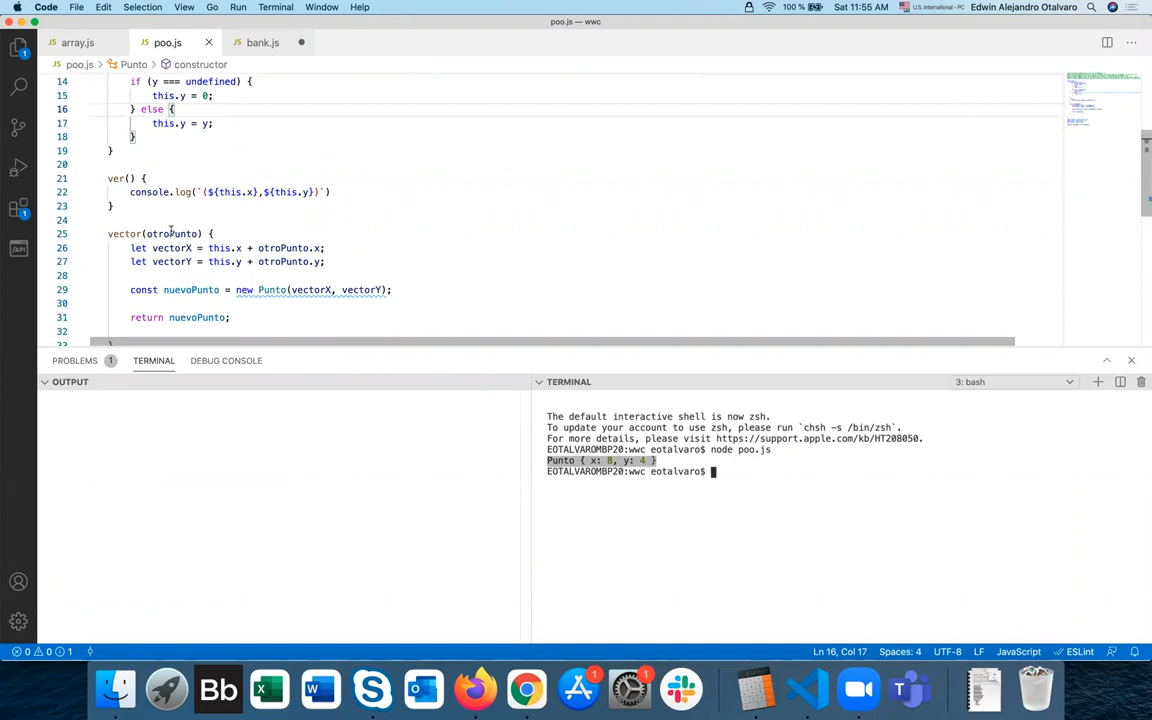 Code File Edit Selection View Go Run Terminal Window Help 100 % Sat 11:55 AM U.S. International - PC Edwin Alejandro Otalvaro
poo.js — wwc
array.js poo.js bank.js
poo.js > Punto > constructor
14 if (y === undefined) {
15 this.y = 0;
16 } else {
17 this.y = y;
18 }
19 }
20
21 ver() {
22 console.log(`(${this.x},${this.y})`)
23 }
24
25 vector(otroPunto) {
26 let vectorX = this.x + otroPunto.x;
27 let vectorY = this.y + otroPunto.y;
28
29 const nuevoPunto = new Punto(vectorX, vectorY);
30
31 return nuevoPunto;
32
33 }
PROBLEMS 1 TERMINAL DEBUG CONSOLE
OUTPUT
TERMINAL 3: bash
The default interactive shell is now zsh.
To update your account to use zsh, please run `chsh -s /bin/zsh`.
For more details, please visit https://support.apple.com/kb/HT208050.
EOTALVAROMBP20:wwc eotalvaro$ node poo.js
Punto { x: 8, y: 4 }
EOTALVAROMBP20:wwc eotalvaro$
0 0 1 Ln 16, Col 17 Spaces: 4 UTF-8 LF JavaScript ESLint